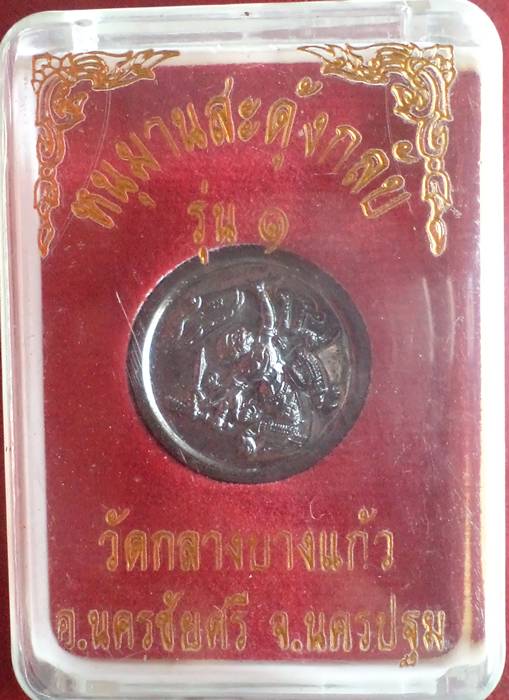 หนุมานสะดุ้งกลับ
รุ่น ๑
วัดกลางบางแก้ว
อ.นครชัยศรี จ.นครปฐม